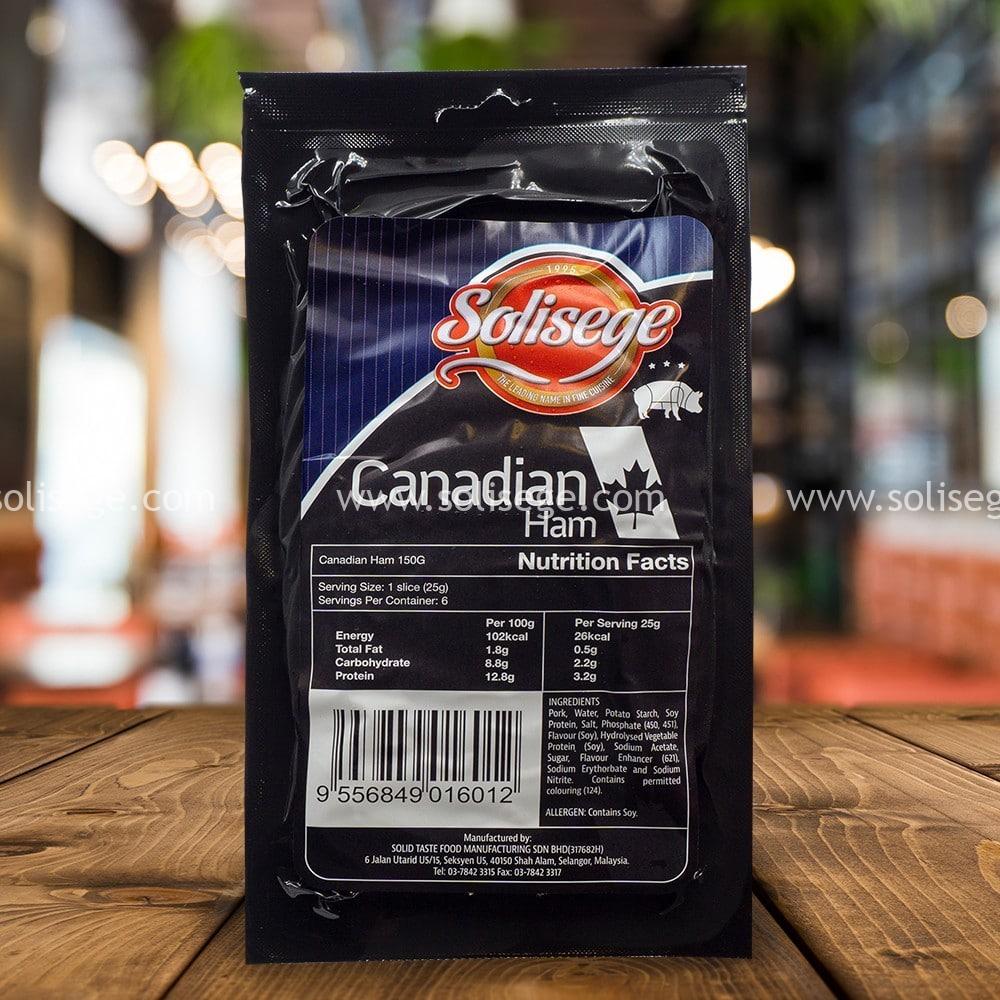 1995
Solisege
THE LEADING NAME IN FINE CUISINE
Canadian
Ham
www.solisege.com
www.solisege.com
www.solisege.com
Canadian Ham 150G Nutrition Facts
Serving Size: 1 slice (25g)
Servings Per Container: 6
Per 100g Per Serving 25g
Energy 102kcal 26kcal
Total Fat 1.8g 0.5g
Carbohydrate 8.8g 2.2g
Protein 12.8g 3.2g
INGREDIENTS
Pork, Water, Potato Starch, Soy
Protein, Salt, Phosphate (450, 451),
Flavour (Soy), Hydrolysed Vegetable
Protein (Soy), Sodium Acetate,
Sugar, Flavour Enhancer (621),
Sodium Erythorbate and Sodium
Nitrite. Contains permitted
colouring (124).
ALLERGEN: Contains Soy.
9 556849 016012
Manufactured by:
SOLID TASTE FOOD MANUFACTURING SDN BHD(317682H)
6 Jalan Utarid U5/15, Seksyen U5, 40150 Shah Alam, Selangor, Malaysia.
Tel: 03-7842 3315 Fax: 03-7842 3317